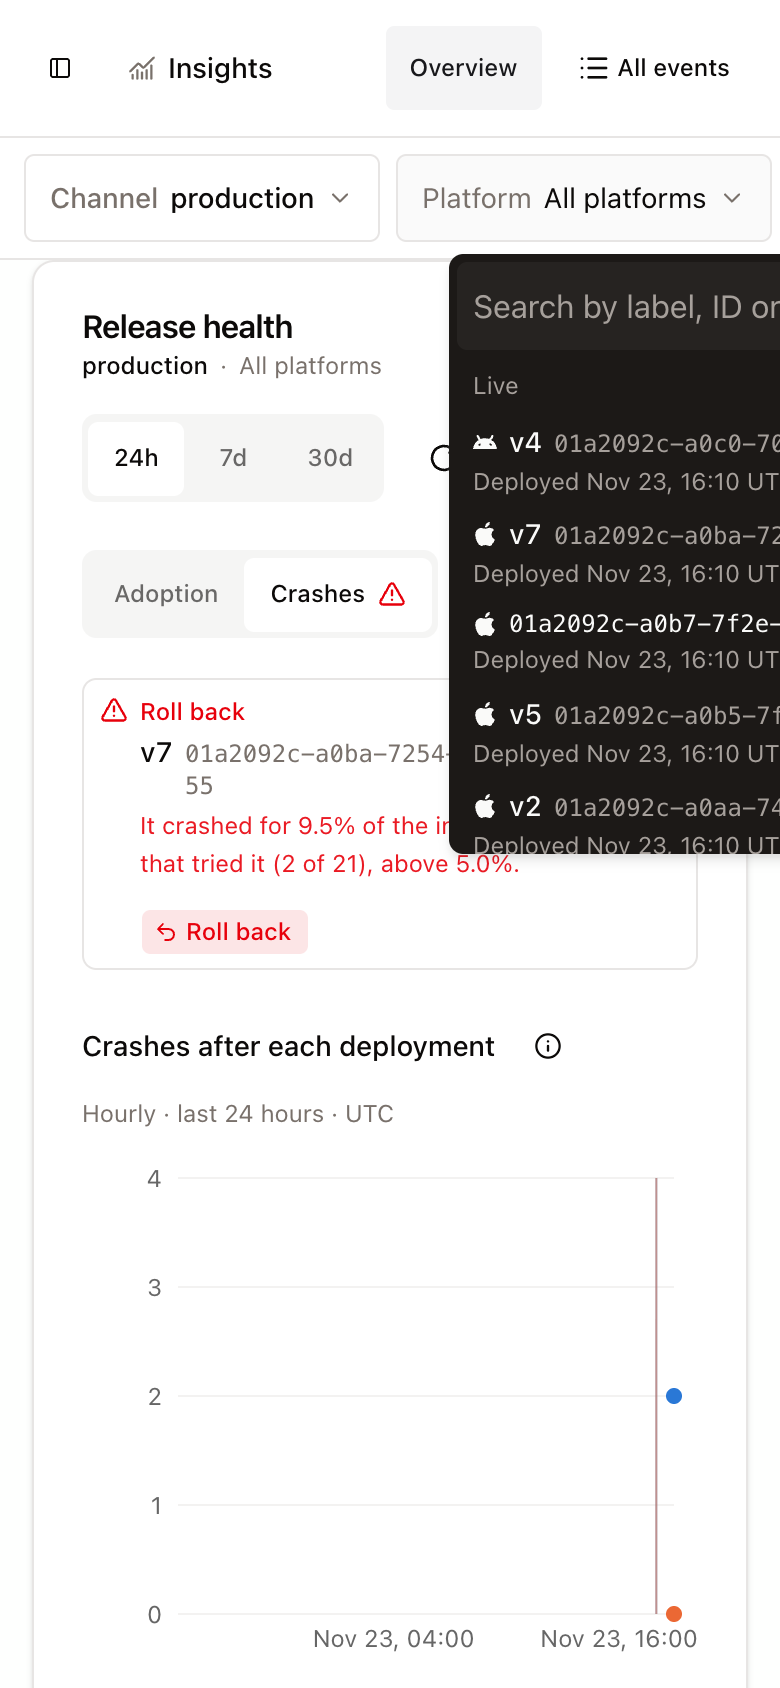 Insights
Overview
All events
Channel production
Platform All platforms
Release health
production · All platforms
24h
7d
30d
Adoption
Crashes
Search by label, ID or
Live
v4 01a2092c-a0c0-70
Deployed Nov 23, 16:10 UT
v7 01a2092c-a0ba-72
Deployed Nov 23, 16:10 UT
01a2092c-a0b7-7f2e-
Deployed Nov 23, 16:10 UT
v5 01a2092c-a0b5-7f
Deployed Nov 23, 16:10 UT
v2 01a2092c-a0aa-74
Deployed Nov 23, 16:10 UT
Roll back
v7 01a2092c-a0ba-7254-
55
It crashed for 9.5% of the
that tried it (2 of 21), above 5.0%.
Roll back
Crashes after each deployment
Hourly · last 24 hours · UTC
4
3
2
1
0
Nov 23, 04:00
Nov 23, 16:00